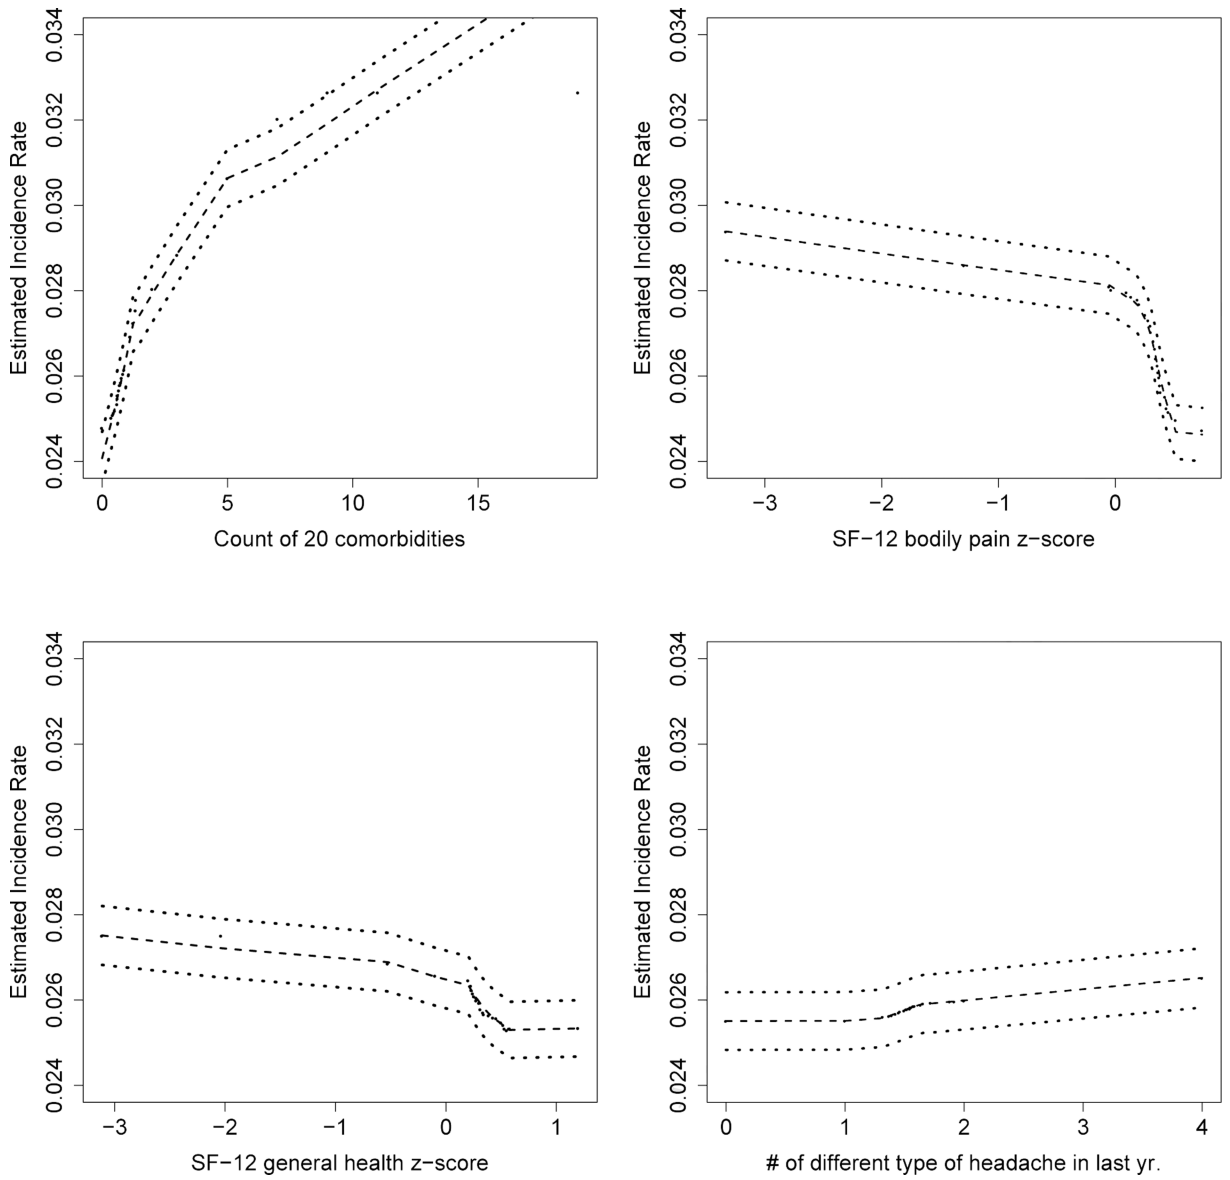 Estimated Incidence Rate
0.024 0.026 0.028 0.030 0.032 0.034
0 5 10 15
Count of 20 comorbidities
Estimated Incidence Rate
0.024 0.026 0.028 0.030 0.032 0.034
−3 −2 −1 0
SF−12 bodily pain z−score
Estimated Incidence Rate
0.024 0.026 0.028 0.030 0.032 0.034
−3 −2 −1 0 1
SF−12 general health z−score
Estimated Incidence Rate
0.024 0.026 0.028 0.030 0.032 0.034
0 1 2 3 4
# of different type of headache in last yr.